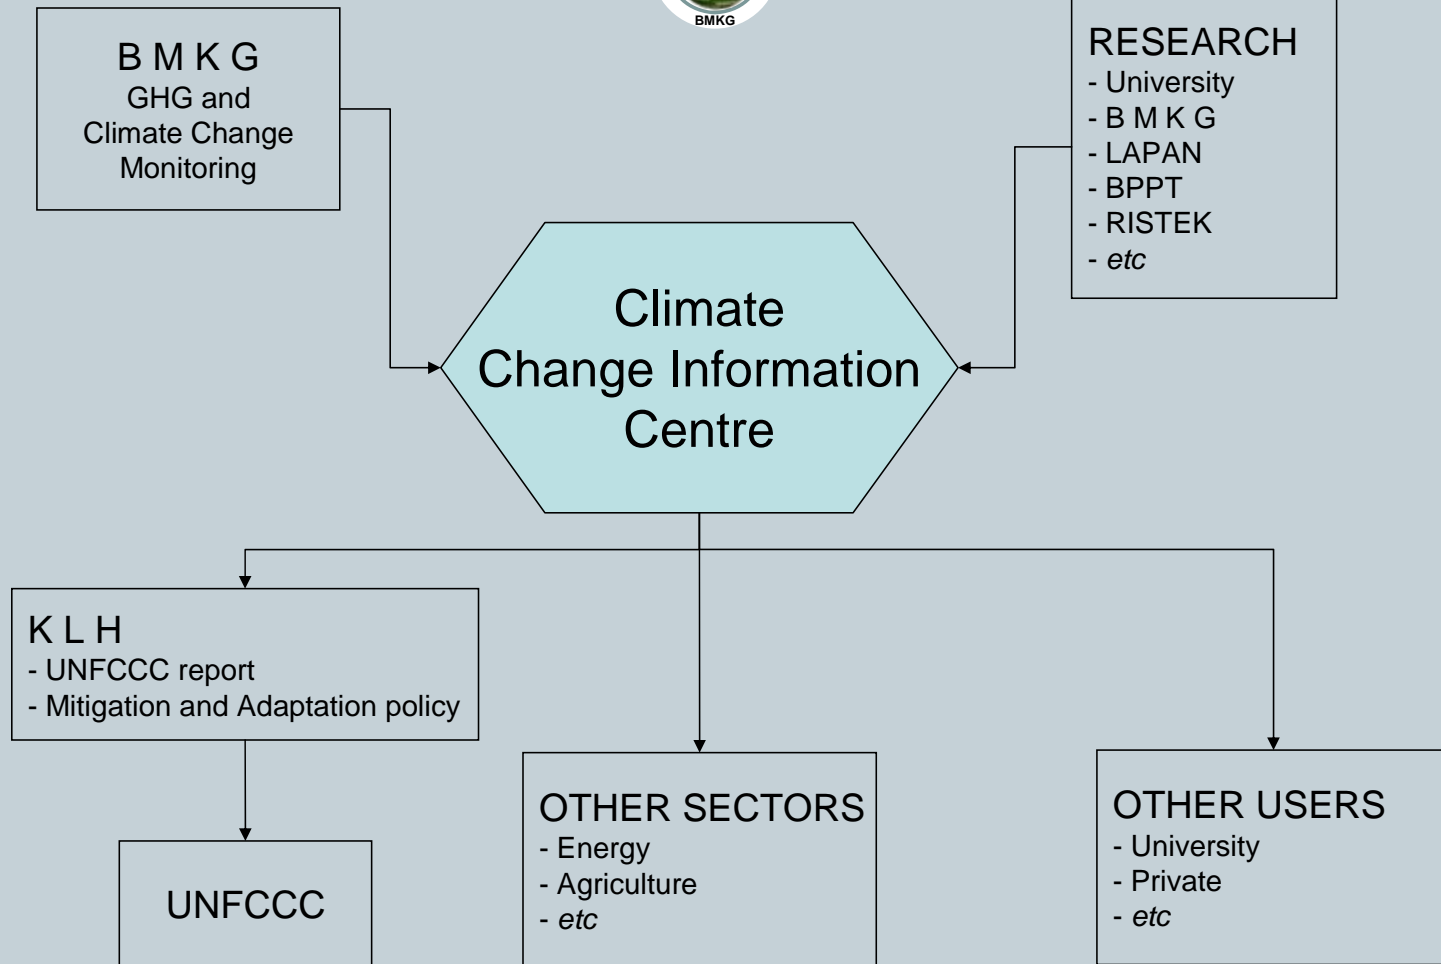 BMKG
B M K G
GHG and
Climate Change
Monitoring
RESEARCH
- University
- B M K G
- LAPAN
- BPPT
- RISTEK
- etc
Climate
Change Information
Centre
K L H
- UNFCCC report
- Mitigation and Adaptation policy
UNFCCC
OTHER SECTORS
- Energy
- Agriculture
- etc
OTHER USERS
- University
- Private
- etc